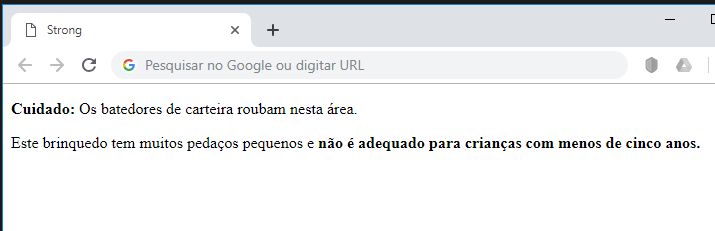 Strong
Pesquisar no Google ou digitar URL
Cuidado: Os batedores de carteira roubam nesta área.
Este brinquedo tem muitos pedaços pequenos e não é adequado para crianças com menos de cinco anos.